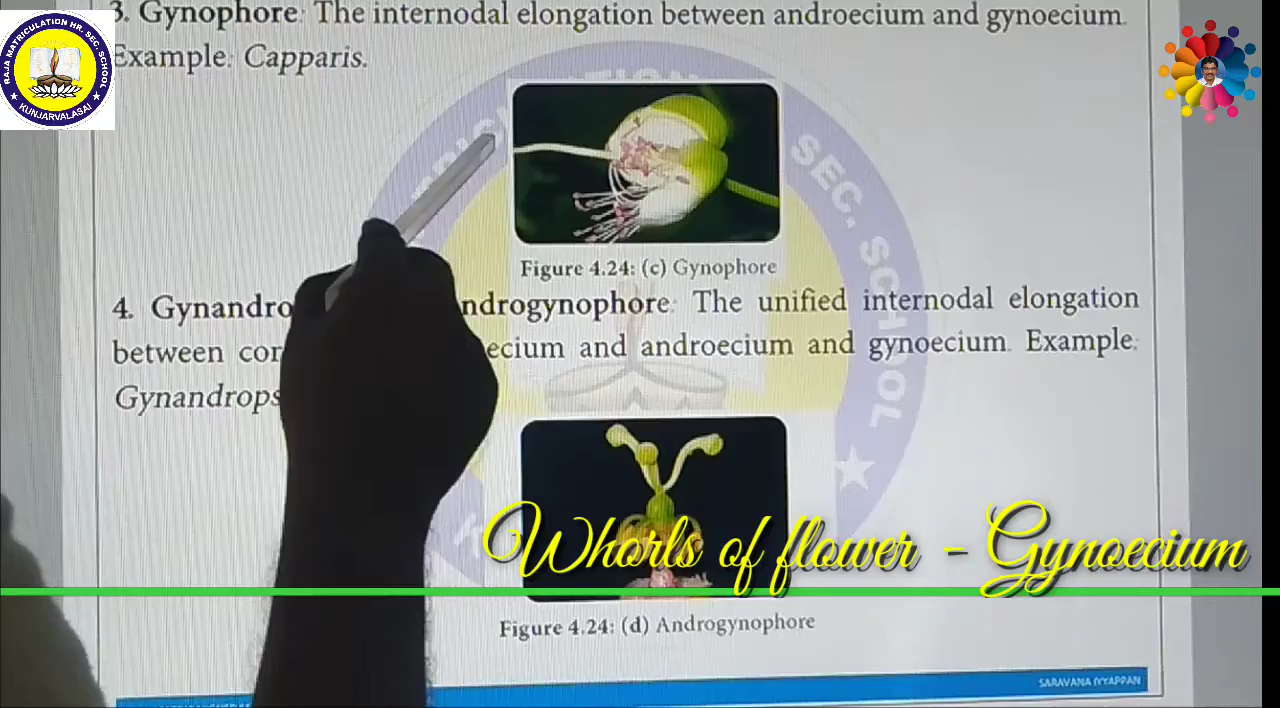 3. Gynophore: The internodal elongation between androecium and gynoecium.
Example: Capparis.
RAJA MATRICULATION HR. SEC. SCHOOL
KUNJARVALASAI
SEC. SCHOOL
Figure 4.24: (c) Gynophore
4. Gynandro ndrogynophore: The unified internodal elongation
between cor ecium and androecium and gynoecium. Example:
Gynandrops
Whorls of flower - Gynoecium
Figure 4.24: (d) Androgynophore
SARAVANA IYYAPPAN